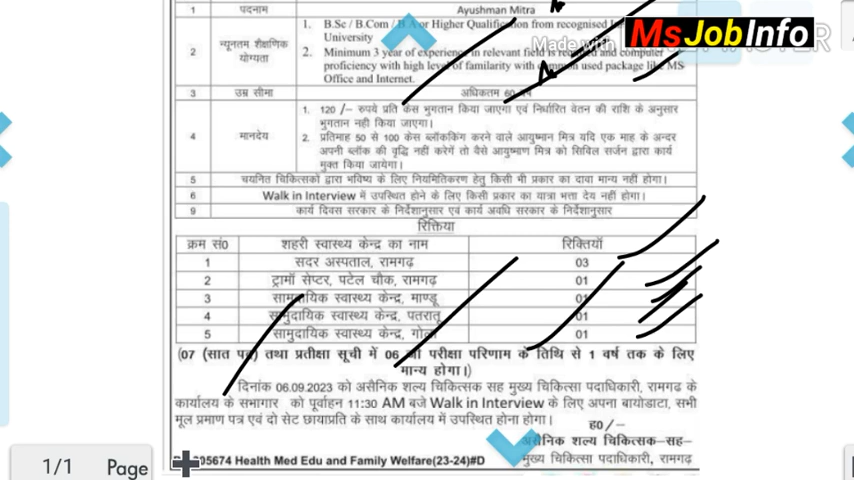 MsJobInfo
Made with
1 पदनाम Ayushman Mitra
2 न्यूनतम शैक्षणिक योग्यता
1. B.Sc / B.Com / B.A or Higher Qualification from recognised
University
2. Minimum 3 year of experience in relevant field is required and computer
proficiency with high level of familarity with common used package like MS
Office and Internet.
3 उम्र सीमा अधिकतम 60 वर्ष
4 मानदेय
1. 120 /- रुपये प्रति केस भुगतान किया जाएगा एवं निर्धारित वेतन की राशि के अनुसार
भुगतान नही किया जाएगा।
2. प्रतिमाह 50 से 100 केस ब्लॉककिंग करने वाले आयुष्मान मित्र यदि एक माह के अन्दर
अपनी ब्लॉक की वृद्धि नहीं करेगें तो वैसे आयुष्माण मित्र को सिविल सर्जन द्वारा कार्य
मुक्त किया जायेगा।
5 चयनित चिकित्सकों द्वारा भविष्य के लिए नियमितिकरण हेतु किसी भी प्रकार का दावा मान्य नहीं होगा।
6 Walk in Interview में उपस्थित होने के लिए किसी प्रकार का यात्रा भत्ता देय नहीं होगा।
9 कार्य दिवस सरकार के निर्देशानुसार एवं कार्य अवधि सरकार के निर्देशानुसार
रिक्तिया
क्रम सं० शहरी स्वास्थ्य केन्द्र का नाम रिक्तियाँ
1 सदर अस्पताल, रामगढ़ 03
2 ट्रामाॅ सेण्टर, पटेल चौक, रामगढ़ 01
3 सामुदायिक स्वास्थ्य केन्द्र, माण्डू 01
4 सामुदायिक स्वास्थ्य केन्द्र, पतरातू 01
5 सामुदायिक स्वास्थ्य केन्द्र, गोला 01
(07 (सात पद) तथा प्रतीक्षा सूची में 06 जो परीक्षा परिणाम के तिथि से 1 वर्ष तक के लिए
मान्य होगा।)
दिनांक 06.09.2023 को असैनिक शल्य चिकित्सक सह मुख्य चिकित्सा पदाधिकारी, रामगढ के
कार्यालय के सभागार को पूर्वाहन 11:30 AM बजे Walk in Interview के लिए अपना बायोडाटा, सभी
मूल प्रमाण पत्र एवं दो सेट छायाप्रति के साथ कार्यालय में उपस्थित होना होगा।
ह0/-
असैनिक शल्य चिकित्सक-सह-
मुख्य चिकित्सा पदाधिकारी, रामगढ़
05674 Health Med Edu and Family Welfare(23-24)#D
1/1 Page